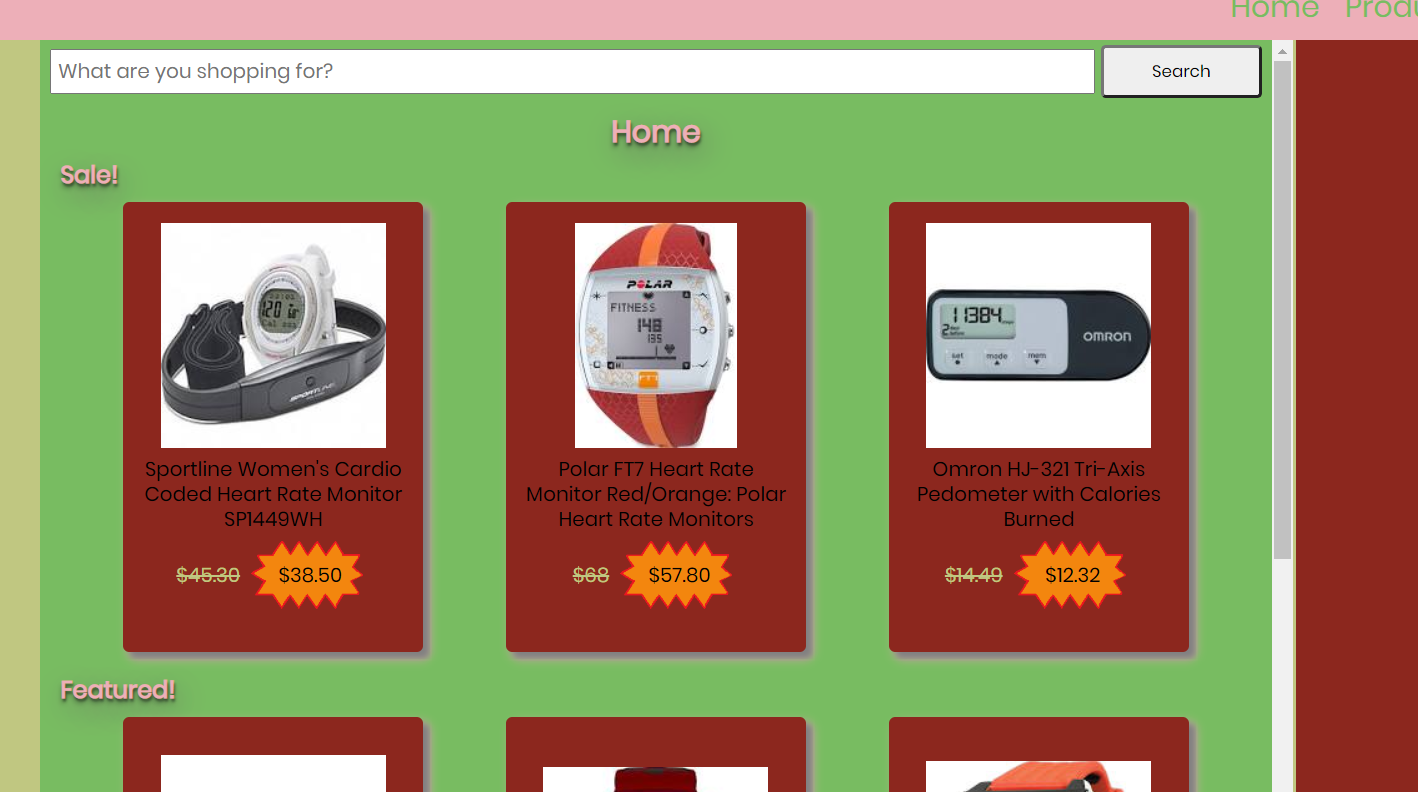 Home Produ
What are you shopping for?
Search
Home
Sale!
120
SPORTLINE
POLAR
FITNESS
148
135
FT7
11384
2
OMRON
set mode mem
Sportline Women's Cardio
Coded Heart Rate Monitor
SP1449WH
Polar FT7 Heart Rate
Monitor Red/Orange: Polar
Heart Rate Monitors
Omron HJ-321 Tri-Axis
Pedometer with Calories
Burned
$45.30 $38.50
$68 $57.80
$14.49 $12.32
Featured!